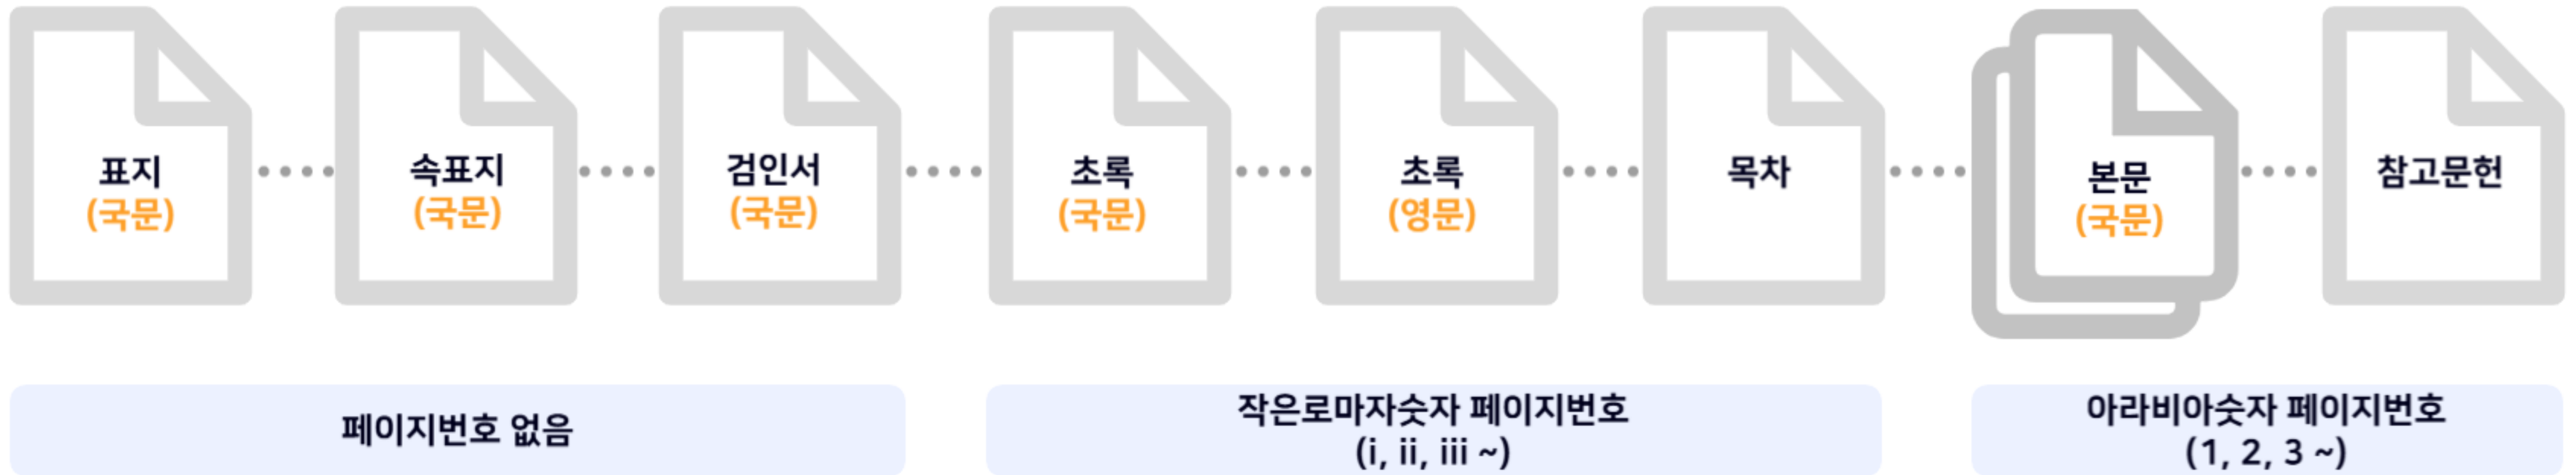 표지
(국문)
속표지
(국문)
검인서
(국문)
초록
(국문)
초록
(영문)
목차
본문
(국문)
참고문헌
페이지번호 없음
작은로마자숫자 페이지번호
(i, ii, iii ~)
아라비아숫자 페이지번호
(1, 2, 3 ~)